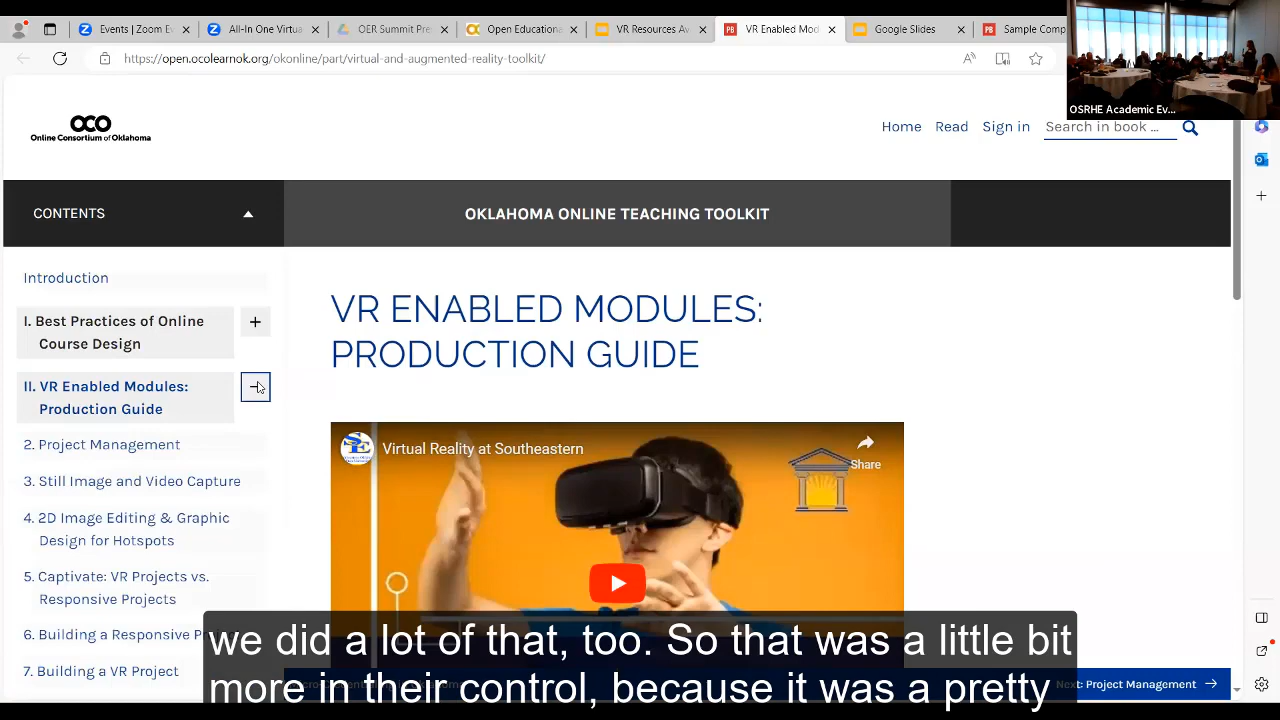 Events | Zoom Ev
All-In One Virtual
OER Summit Pre
Open Educationa
VR Resources Av
VR Enabled Mod
Google Slides
Sample Comp
https://open.ocolearnok.org/okonline/part/virtual-and-augmented-reality-toolkit/
OSRHE Academic Ev...
OCO
Online Consortium of Oklahoma
Home
Read
Sign in
Search in book ...
CONTENTS
OKLAHOMA ONLINE TEACHING TOOLKIT
Introduction
I. Best Practices of Online
Course Design
II. VR Enabled Modules:
Production Guide
2. Project Management
3. Still Image and Video Capture
4. 2D Image Editing & Graphic
Design for Hotspots
5. Captivate: VR Projects vs.
Responsive Projects
6. Building a Responsive
7. Building a VR Project
VR ENABLED MODULES:
PRODUCTION GUIDE
Virtual Reality at Southeastern
Share
we did a lot of that, too. So that was a little bit
more in their control, because it was a pretty
Next: Project Management →